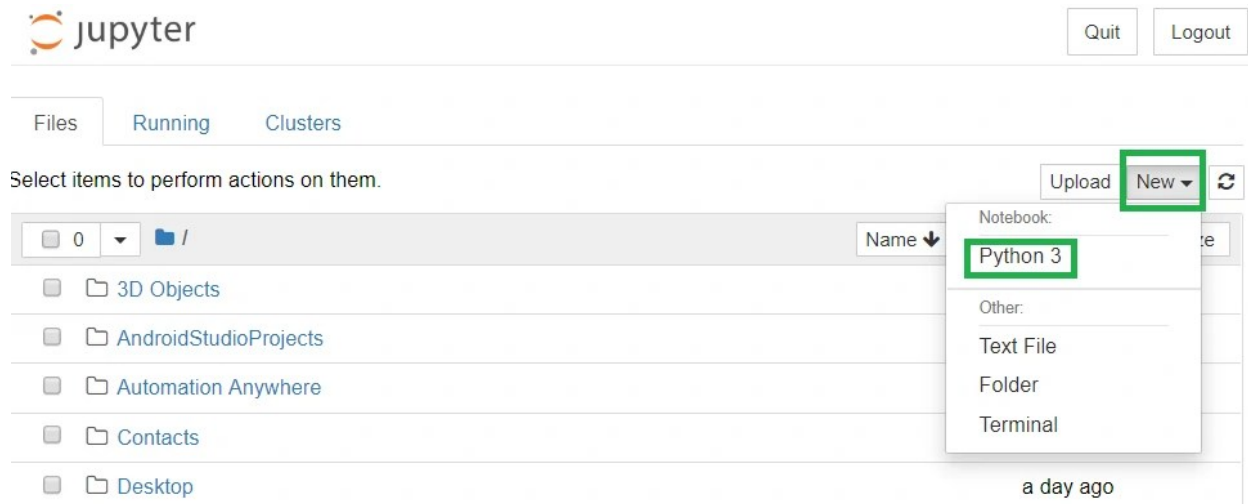 jupyter
Quit
Logout
Files
Running
Clusters
Select items to perform actions on them.
Upload
New
0
/
Name
Notebook:
Python 3
Other:
Text File
Folder
Terminal
3D Objects
AndroidStudioProjects
Automation Anywhere
Contacts
Desktop
a day ago